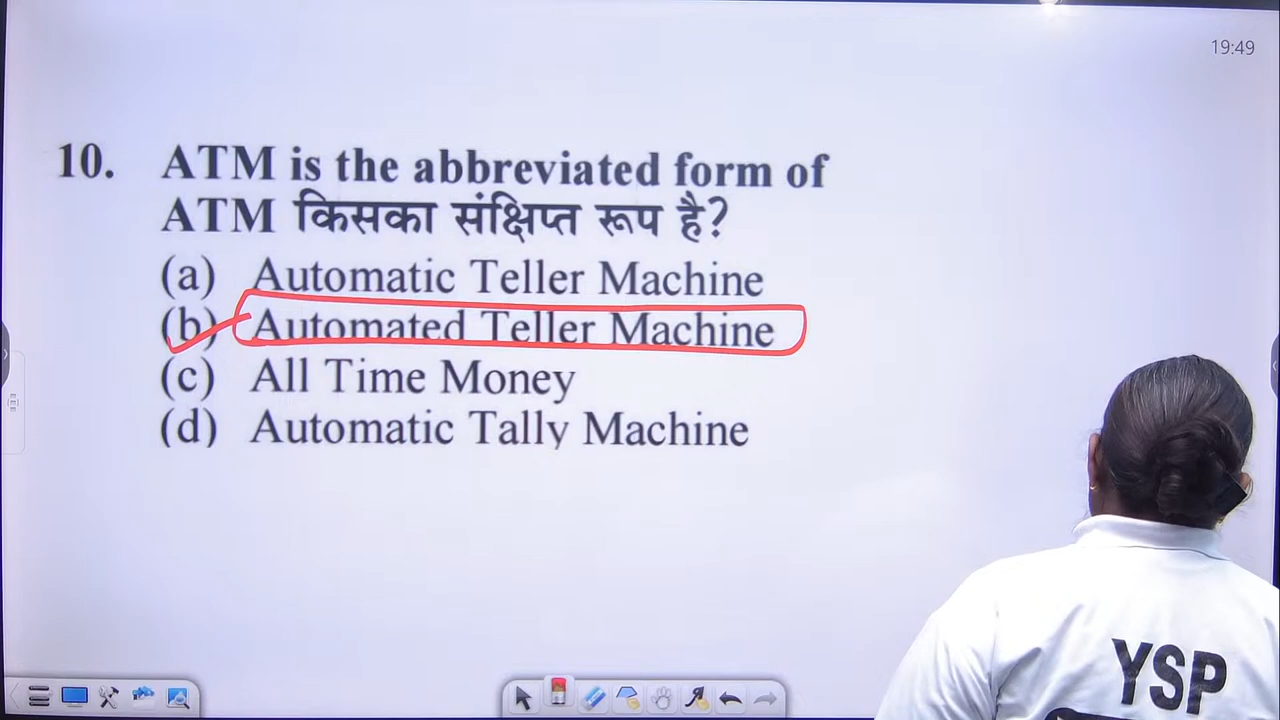 19:49
10. ATM is the abbreviated form of
ATM किसका संक्षिप्त रूप है?
(a) Automatic Teller Machine
(b) Automated Teller Machine
(c) All Time Money
(d) Automatic Tally Machine
YSP